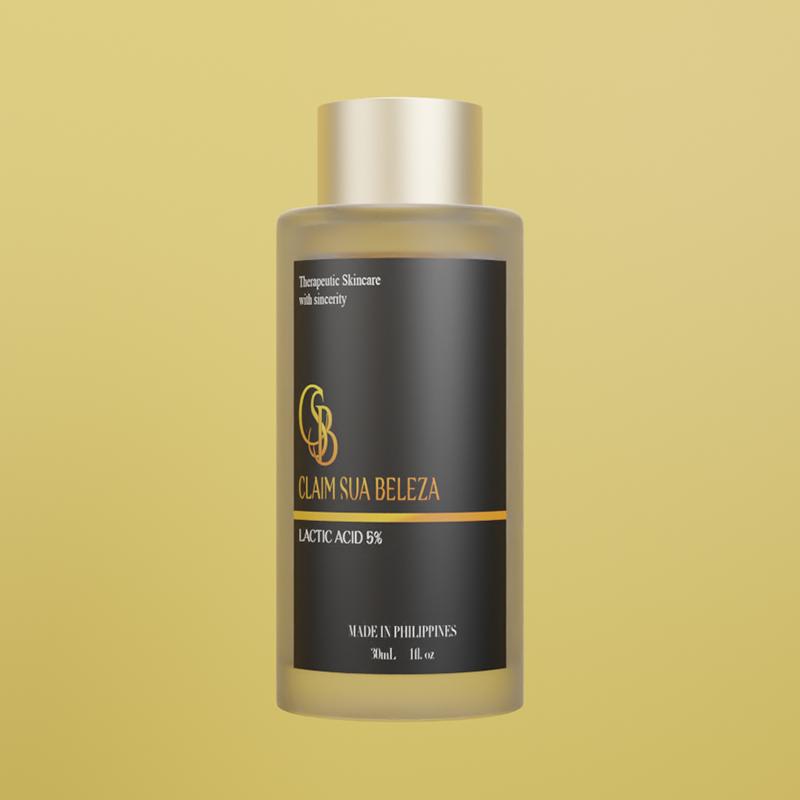 Therapeutic Skincare
with sincerity
CSB
CLAIM SUA BELEZA
LACTIC ACID 5%
MADE IN PHILIPPINES
30mL 1fl. oz